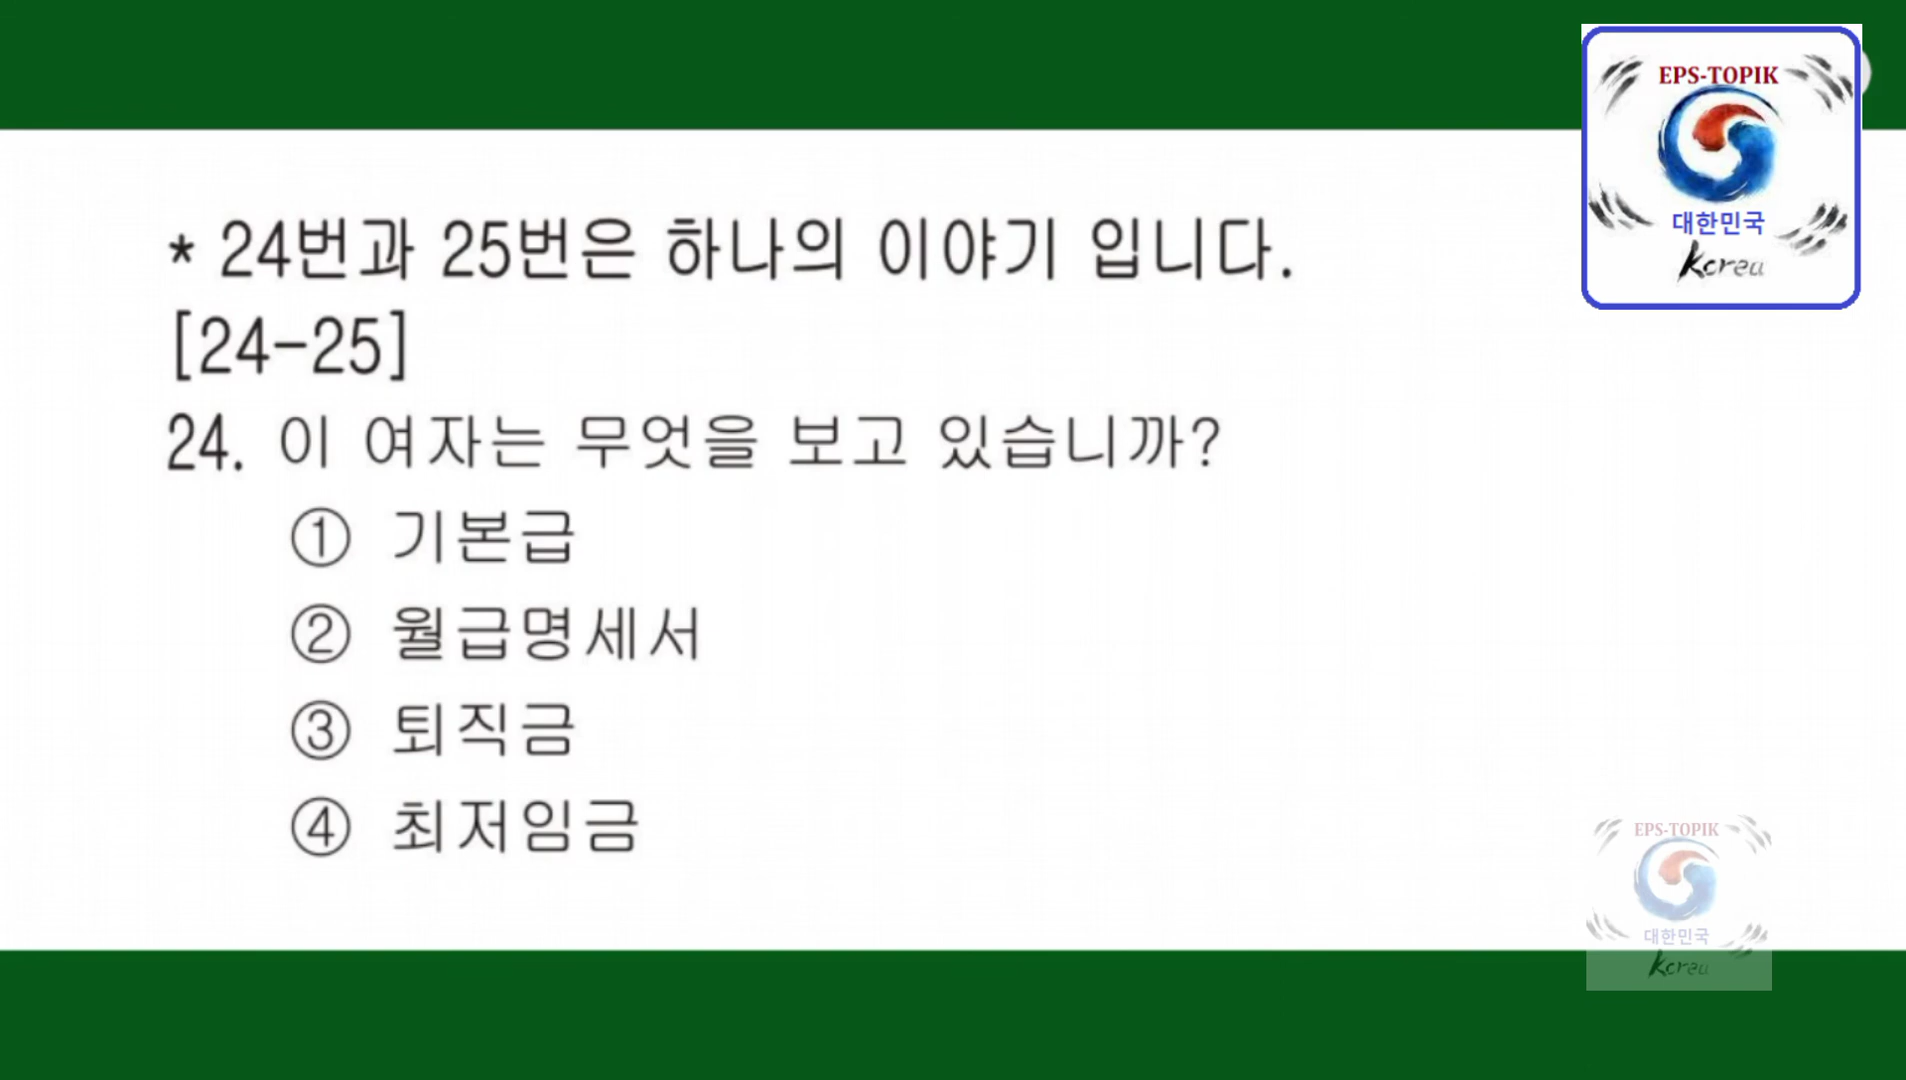 EPS-TOPIK
대한민국
Korea
* 24번과 25번은 하나의 이야기 입니다.
[24-25]
24. 이 여자는 무엇을 보고 있습니까?
① 기본급
② 월급명세서
③ 퇴직금
④ 최저임금
EPS-TOPIK
대한민국
Korea